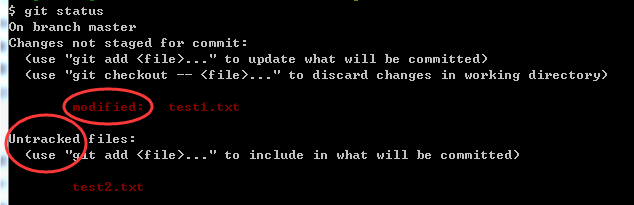 $ git status
On branch master
Changes not staged for commit:
  (use "git add <file>..." to update what will be committed)
  (use "git checkout -- <file>..." to discard changes in working directory)
        modified:   test1.txt
Untracked files:
  (use "git add <file>..." to include in what will be committed)
        test2.txt